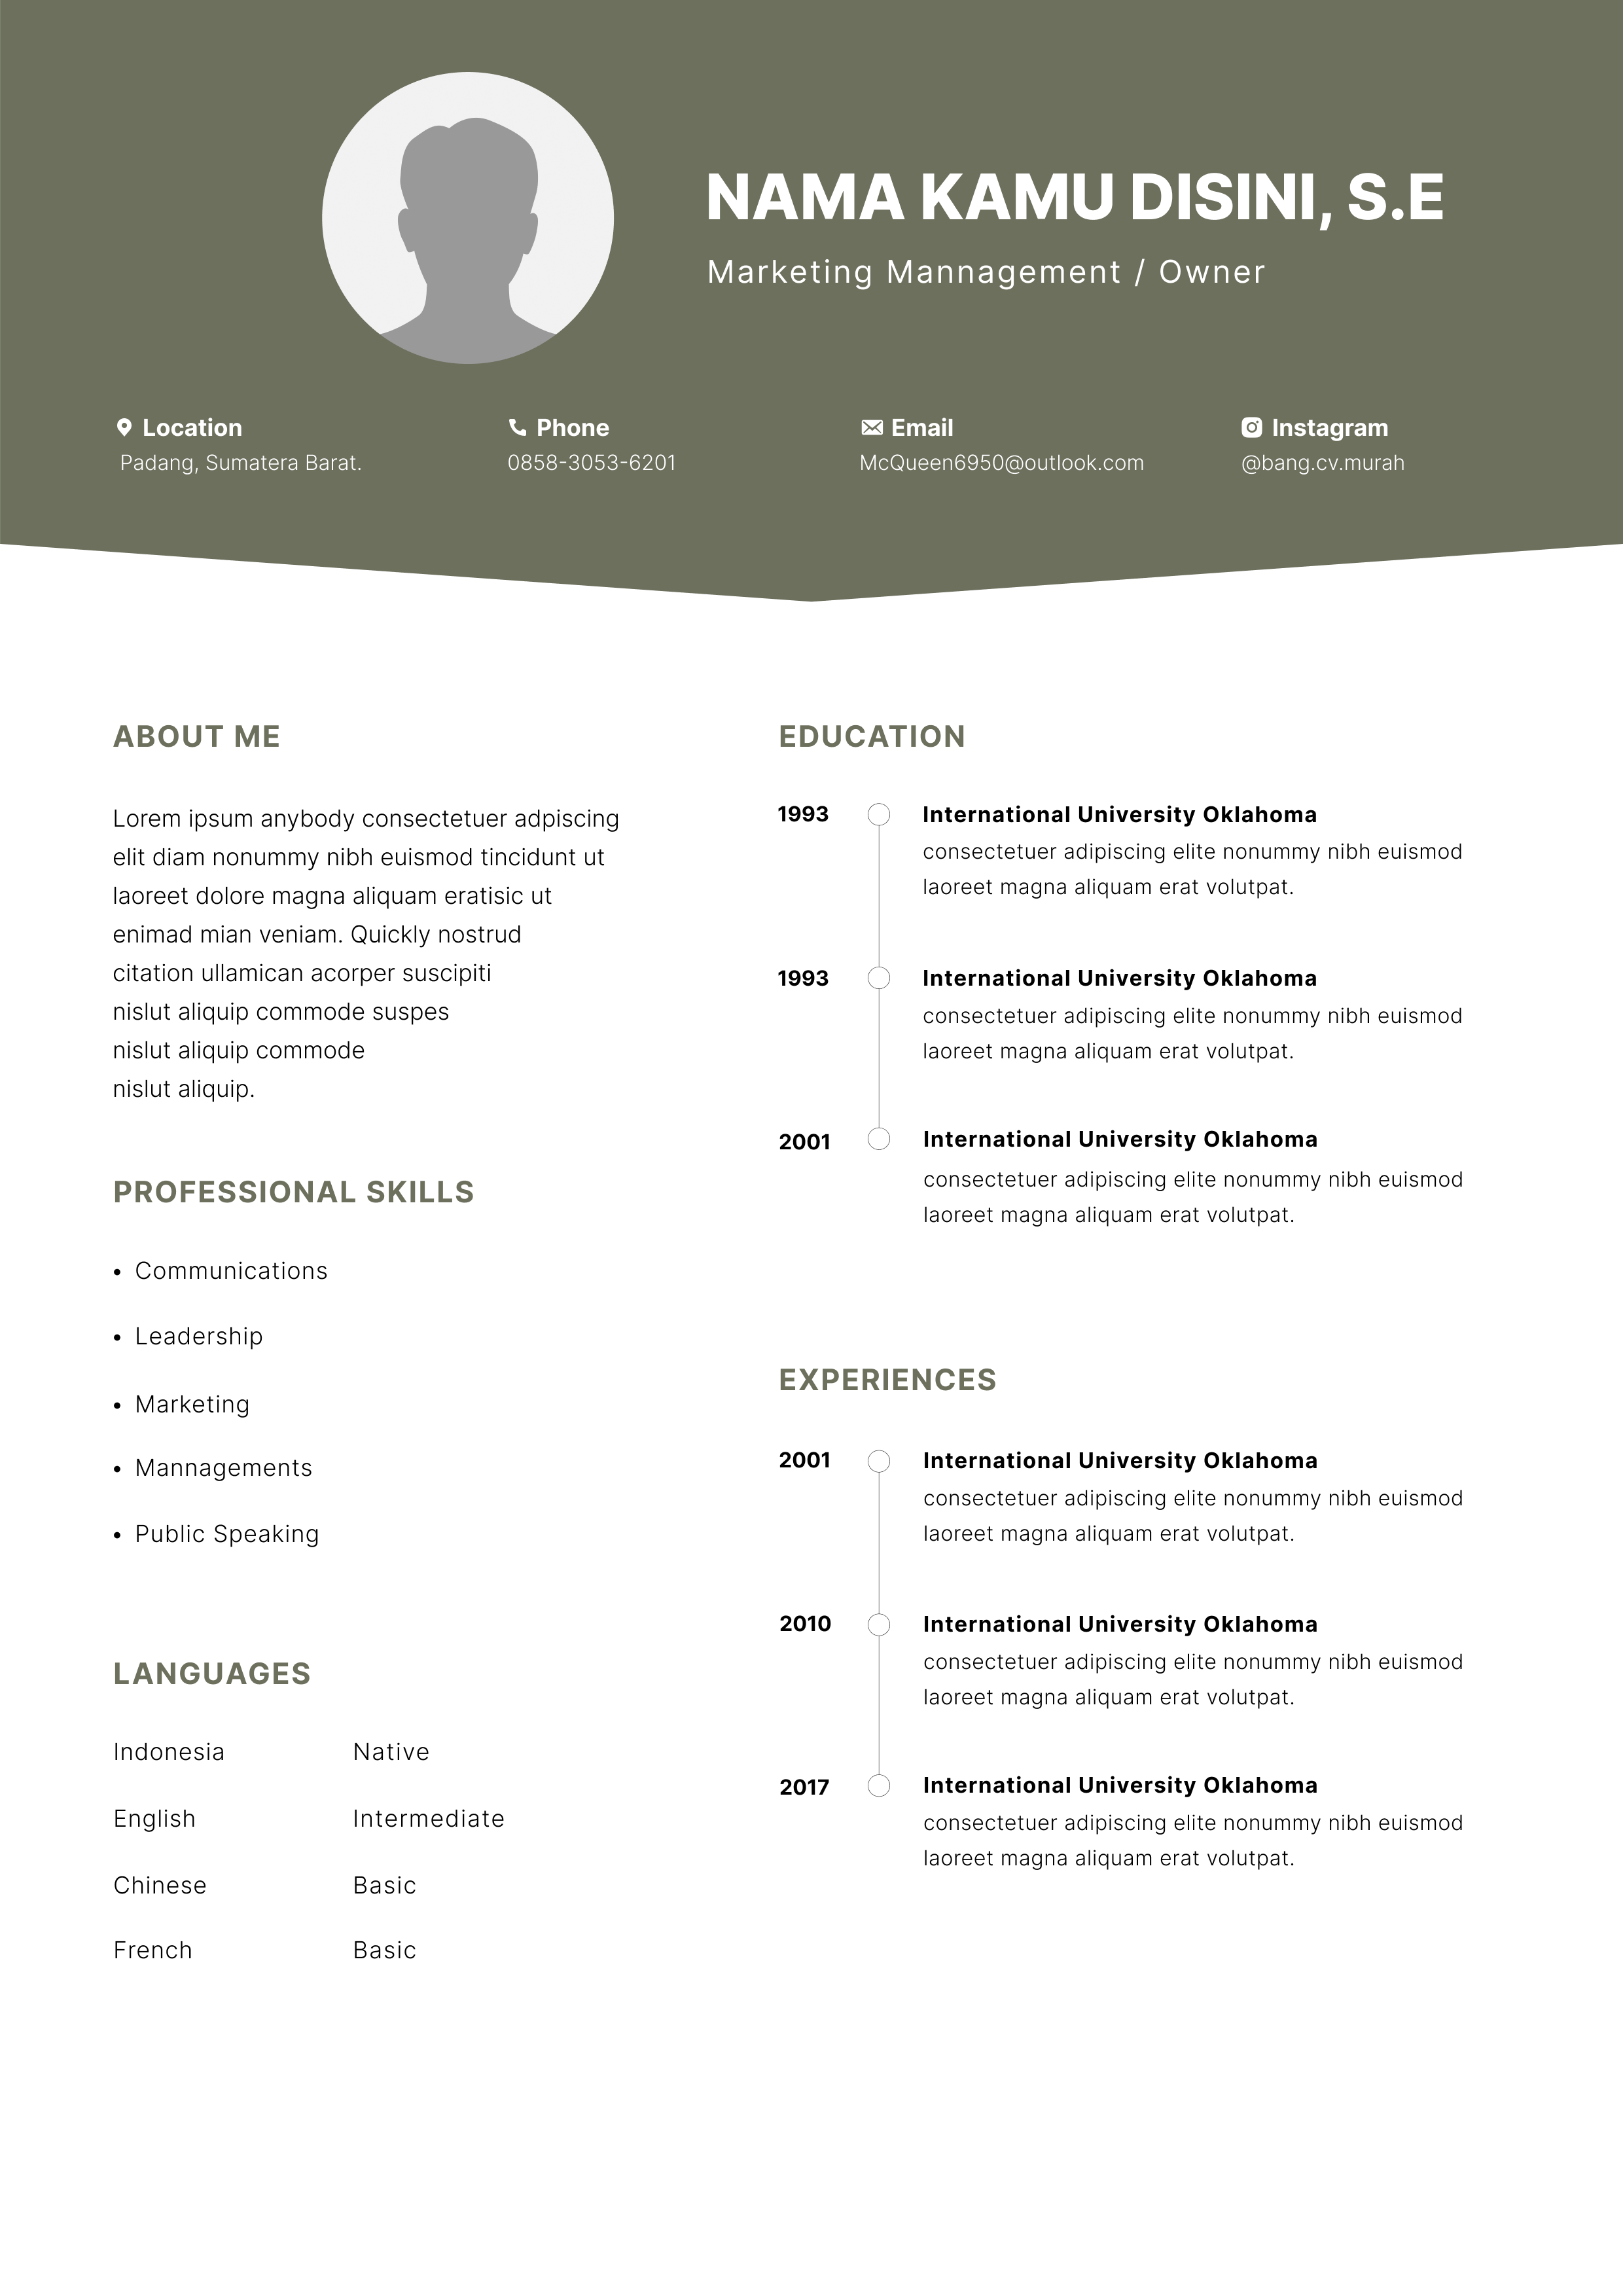 NAMA KAMU DISINI, S.E
Marketing Mannagement / Owner
Location
Padang, Sumatera Barat.
Phone
0858-3053-6201
Email
McQueen6950@outlook.com
Instagram
@bang.cv.murah
ABOUT ME
Lorem ipsum anybody consectetuer adpiscing
elit diam nonummy nibh euismod tincidunt ut
laoreet dolore magna aliquam eratisic ut
enimad mian veniam. Quickly nostrud
citation ullamican acorper suscipiti
nislut aliquip commode suspes
nislut aliquip commode
nislut aliquip.
PROFESSIONAL SKILLS
• Communications
• Leadership
• Marketing
• Mannagements
• Public Speaking
LANGUAGES
Indonesia Native
English Intermediate
Chinese Basic
French Basic
EDUCATION
1993 International University Oklahoma
consectetuer adipiscing elite nonummy nibh euismod
laoreet magna aliquam erat volutpat.
1993 International University Oklahoma
consectetuer adipiscing elite nonummy nibh euismod
laoreet magna aliquam erat volutpat.
2001 International University Oklahoma
consectetuer adipiscing elite nonummy nibh euismod
laoreet magna aliquam erat volutpat.
EXPERIENCES
2001 International University Oklahoma
consectetuer adipiscing elite nonummy nibh euismod
laoreet magna aliquam erat volutpat.
2010 International University Oklahoma
consectetuer adipiscing elite nonummy nibh euismod
laoreet magna aliquam erat volutpat.
2017 International University Oklahoma
consectetuer adipiscing elite nonummy nibh euismod
laoreet magna aliquam erat volutpat.